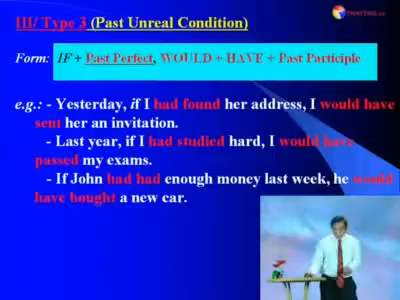 III/ Type 3 (Past Unreal Condition)
Form: IF + Past Perfect, WOULD + HAVE + Past Participle
e.g.: - Yesterday, if I had found her address, I would have
sent her an invitation.
- Last year, if I had studied hard, I would have
passed my exams.
- If John had had enough money last week, he would
have bought a new car.